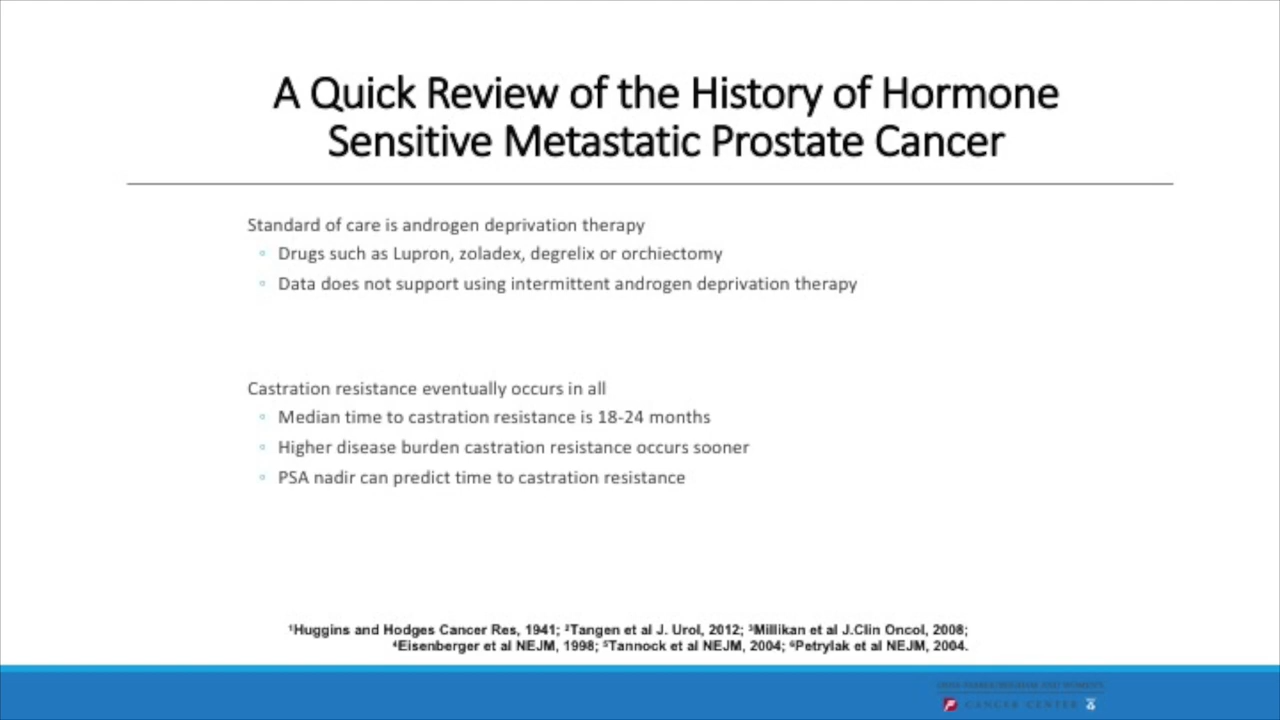 A Quick Review of the History of Hormone
Sensitive Metastatic Prostate Cancer
Standard of care is androgen deprivation therapy
◦ Drugs such as Lupron, zoladex, degrelix or orchiectomy
◦ Data does not support using intermittent androgen deprivation therapy
Castration resistance eventually occurs in all
◦ Median time to castration resistance is 18-24 months
◦ Higher disease burden castration resistance occurs sooner
◦ PSA nadir can predict time to castration resistance
¹Huggins and Hodges Cancer Res, 1941; ²Tangen et al J. Urol, 2012; ³Millikan et al J.Clin Oncol, 2008;
⁴Eisenberger et al NEJM, 1998; ⁵Tannock et al NEJM, 2004; ⁶Petrylak et al NEJM, 2004.
CANCER CENTER